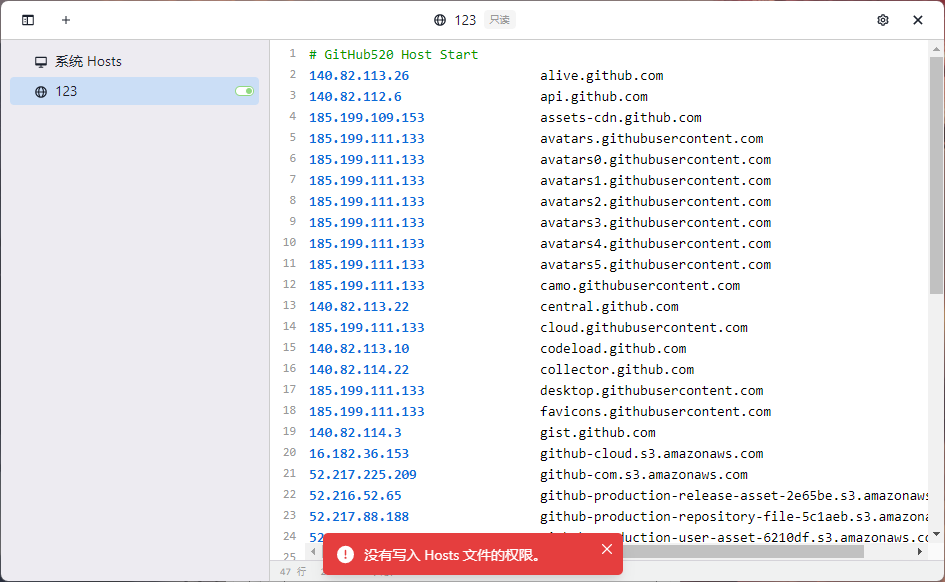 123 只读
系统 Hosts
123
1 # GitHub520 Host Start
2 140.82.113.26 alive.github.com
3 140.82.112.6 api.github.com
4 185.199.109.153 assets-cdn.github.com
5 185.199.111.133 avatars.githubusercontent.com
6 185.199.111.133 avatars0.githubusercontent.com
7 185.199.111.133 avatars1.githubusercontent.com
8 185.199.111.133 avatars2.githubusercontent.com
9 185.199.111.133 avatars3.githubusercontent.com
10 185.199.111.133 avatars4.githubusercontent.com
11 185.199.111.133 avatars5.githubusercontent.com
12 185.199.111.133 camo.githubusercontent.com
13 140.82.113.22 central.github.com
14 185.199.111.133 cloud.githubusercontent.com
15 140.82.113.10 codeload.github.com
16 140.82.114.22 collector.github.com
17 185.199.111.133 desktop.githubusercontent.com
18 185.199.111.133 favicons.githubusercontent.com
19 140.82.114.3 gist.github.com
20 16.182.36.153 github-cloud.s3.amazonaws.com
21 52.217.225.209 github-com.s3.amazonaws.com
22 52.216.52.65 github-production-release-asset-2e65be.s3.amazonaws
23 52.217.88.188 github-production-repository-file-5c1aeb.s3.amazona
24 52 -production-user-asset-6210df.s3.amazonaws.co
25
没有写入 Hosts 文件的权限。
47 行